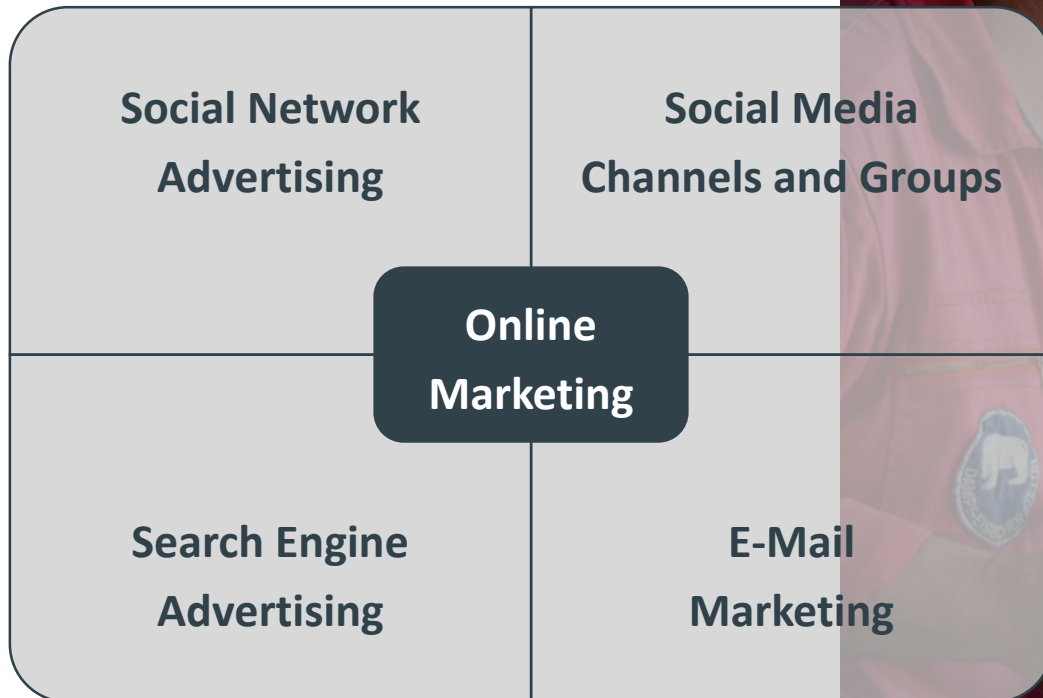 Social Network
Advertising
Social Media
Channels and Groups
Online
Marketing
Search Engine
Advertising
E-Mail
Marketing